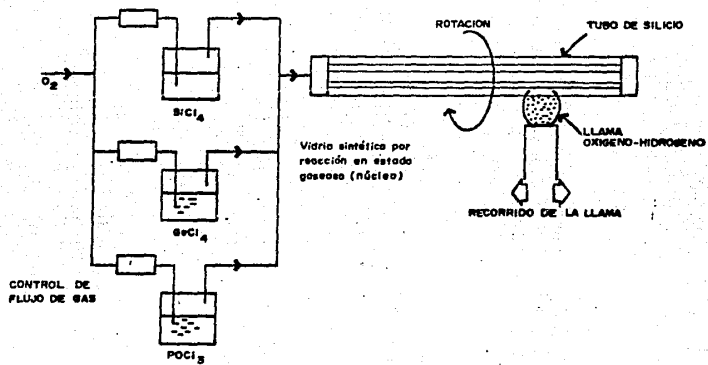 ROTACION
TUBO DE SILICIO
O2
SiCl4
LLAMA
OXIGENO-HIDROGENO
Vidrio sintético por
reacción en estado
gaseoso (núcleo)
GeCl4
RECORRIDO DE LA LLAMA
CONTROL DE
FLUJO DE GAS
POCl3